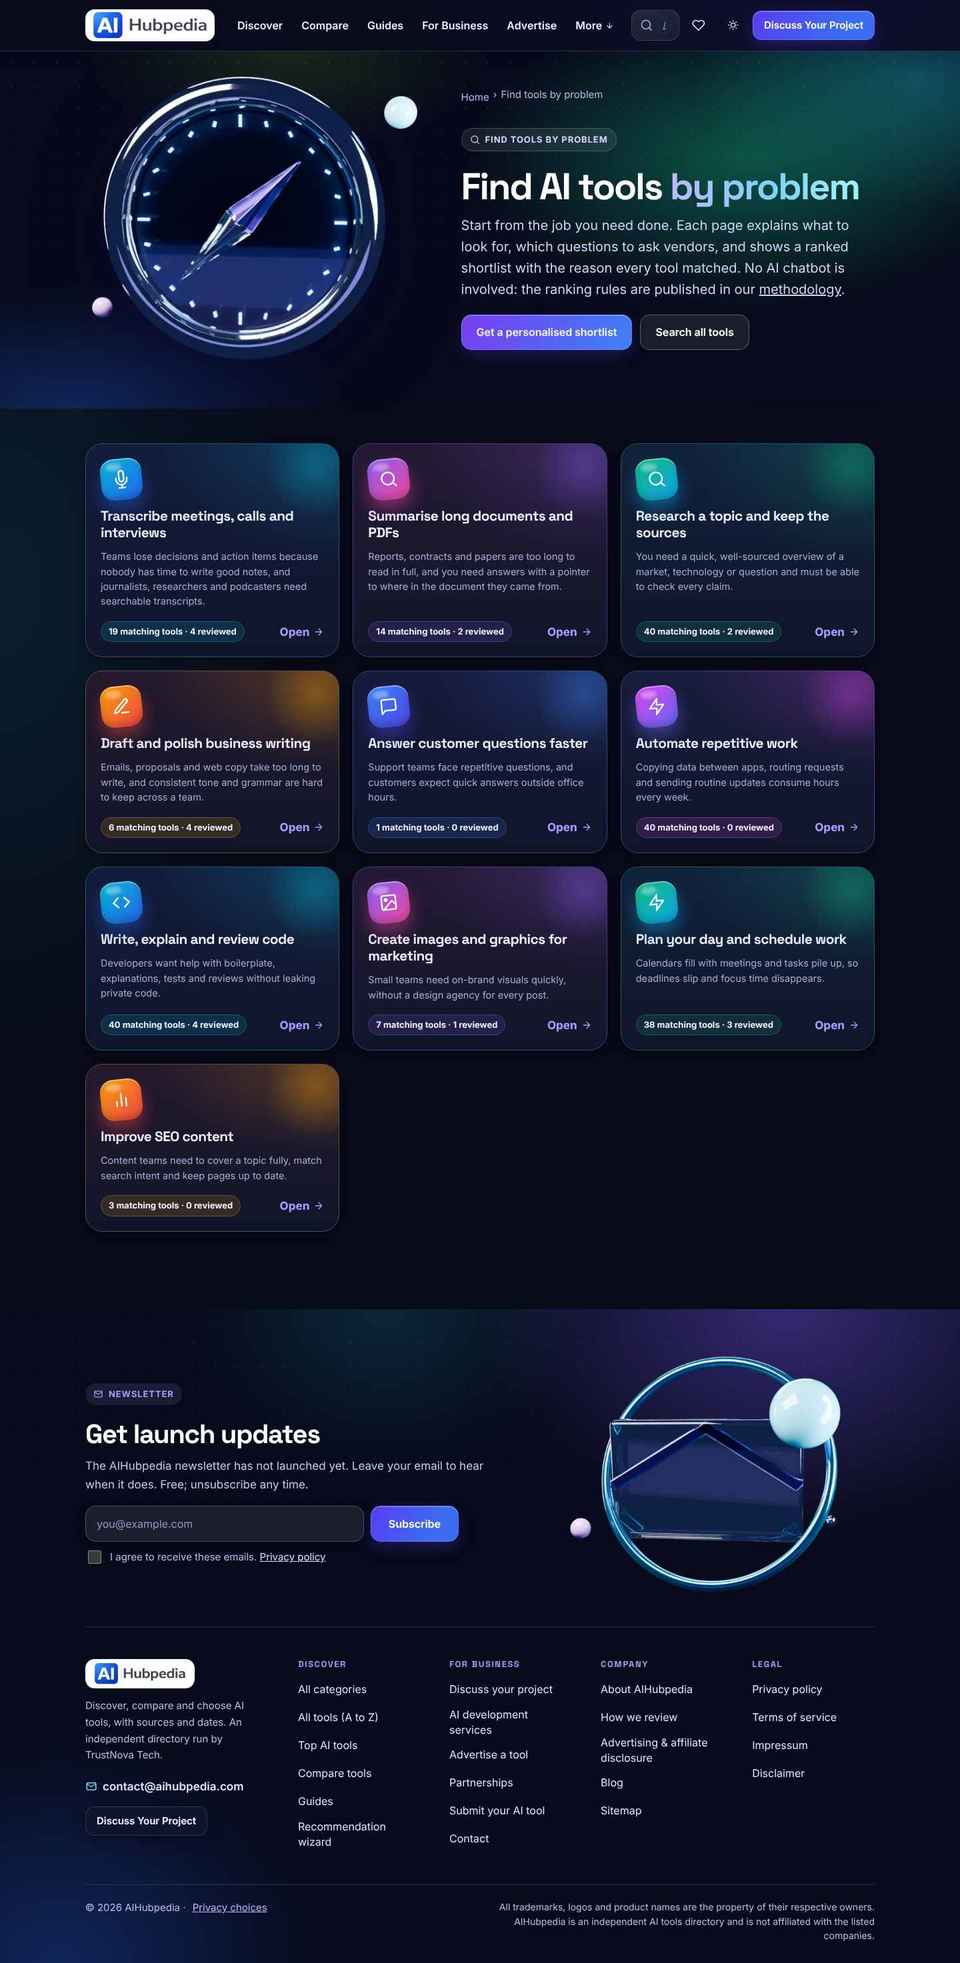 AI Hubpedia
Discover
Compare
Guides
For Business
Advertise
More ↓
/
Discuss Your Project
Home › Find tools by problem
FIND TOOLS BY PROBLEM
Find AI tools by problem
Start from the job you need done. Each page explains what to
look for, which questions to ask vendors, and shows a ranked
shortlist with the reason every tool matched. No AI chatbot is
involved: the ranking rules are published in our methodology.
Get a personalised shortlist
Search all tools
Transcribe meetings, calls and
interviews
Teams lose decisions and action items because
nobody has time to write good notes, and
journalists, researchers and podcasters need
searchable transcripts.
19 matching tools · 4 reviewed
Open →
Summarise long documents and
PDFs
Reports, contracts and papers are too long to
read in full, and you need answers with a pointer
to where in the document they came from.
14 matching tools · 2 reviewed
Open →
Research a topic and keep the
sources
You need a quick, well-sourced overview of a
market, technology or question and must be able
to check every claim.
40 matching tools · 2 reviewed
Open →
Draft and polish business writing
Emails, proposals and web copy take too long to
write, and consistent tone and grammar are hard
to keep across a team.
6 matching tools · 4 reviewed
Open →
Answer customer questions faster
Support teams face repetitive questions, and
customers expect quick answers outside office
hours.
1 matching tools · 0 reviewed
Open →
Automate repetitive work
Copying data between apps, routing requests
and sending routine updates consume hours
every week.
40 matching tools · 0 reviewed
Open →
Write, explain and review code
Developers want help with boilerplate,
explanations, tests and reviews without leaking
private code.
40 matching tools · 4 reviewed
Open →
Create images and graphics for
marketing
Small teams need on-brand visuals quickly,
without a design agency for every post.
7 matching tools · 1 reviewed
Open →
Plan your day and schedule work
Calendars fill with meetings and tasks pile up, so
deadlines slip and focus time disappears.
38 matching tools · 3 reviewed
Open →
Improve SEO content
Content teams need to cover a topic fully, match
search intent and keep pages up to date.
3 matching tools · 0 reviewed
Open →
NEWSLETTER
Get launch updates
The AIHubpedia newsletter has not launched yet. Leave your email to hear
when it does. Free; unsubscribe any time.
you@example.com
Subscribe
I agree to receive these emails. Privacy policy
AI Hubpedia
Discover, compare and choose AI
tools, with sources and dates. An
independent directory run by
TrustNova Tech.
contact@aihubpedia.com
Discuss Your Project
DISCOVER
All categories
All tools (A to Z)
Top AI tools
Compare tools
Guides
Recommendation
wizard
FOR BUSINESS
Discuss your project
AI development
services
Advertise a tool
Partnerships
Submit your AI tool
Contact
COMPANY
About AIHubpedia
How we review
Advertising & affiliate
disclosure
Blog
Sitemap
LEGAL
Privacy policy
Terms of service
Impressum
Disclaimer
© 2026 AIHubpedia · Privacy choices
All trademarks, logos and product names are the property of their respective owners.
AIHubpedia is an independent AI tools directory and is not affiliated with the listed
companies.